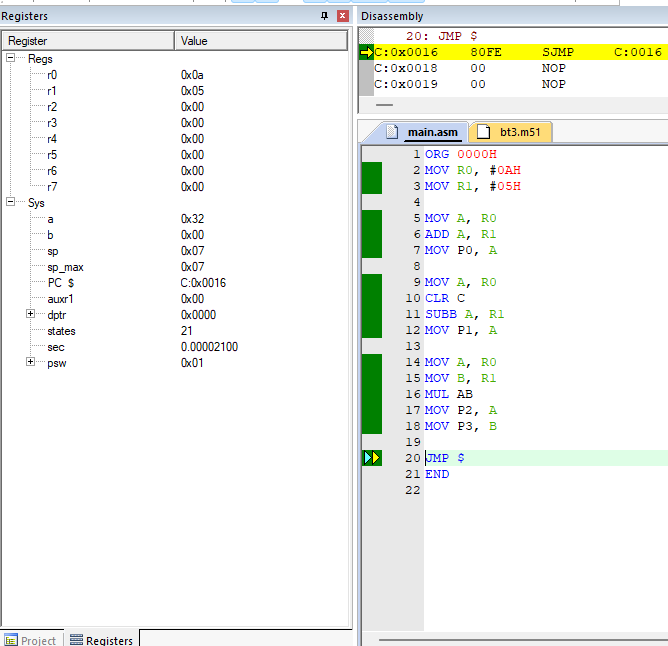 Registers
Register Value
Regs
r0 0x0a
r1 0x05
r2 0x00
r3 0x00
r4 0x00
r5 0x00
r6 0x00
r7 0x00
Sys
a 0x32
b 0x00
sp 0x07
sp_max 0x07
PC $ C:0x0016
auxr1 0x00
dptr 0x0000
states 21
sec 0.00002100
psw 0x01
Project Registers
Disassembly
20: JMP $
C:0x0016 80FE SJMP C:0016
C:0x0018 00 NOP
C:0x0019 00 NOP
main.asm bt3.m51
1 ORG 0000H
2 MOV R0, #0AH
3 MOV R1, #05H
4
5 MOV A, R0
6 ADD A, R1
7 MOV P0, A
8
9 MOV A, R0
10 CLR C
11 SUBB A, R1
12 MOV P1, A
13
14 MOV A, R0
15 MOV B, R1
16 MUL AB
17 MOV P2, A
18 MOV P3, B
19
20 JMP $
21 END
22